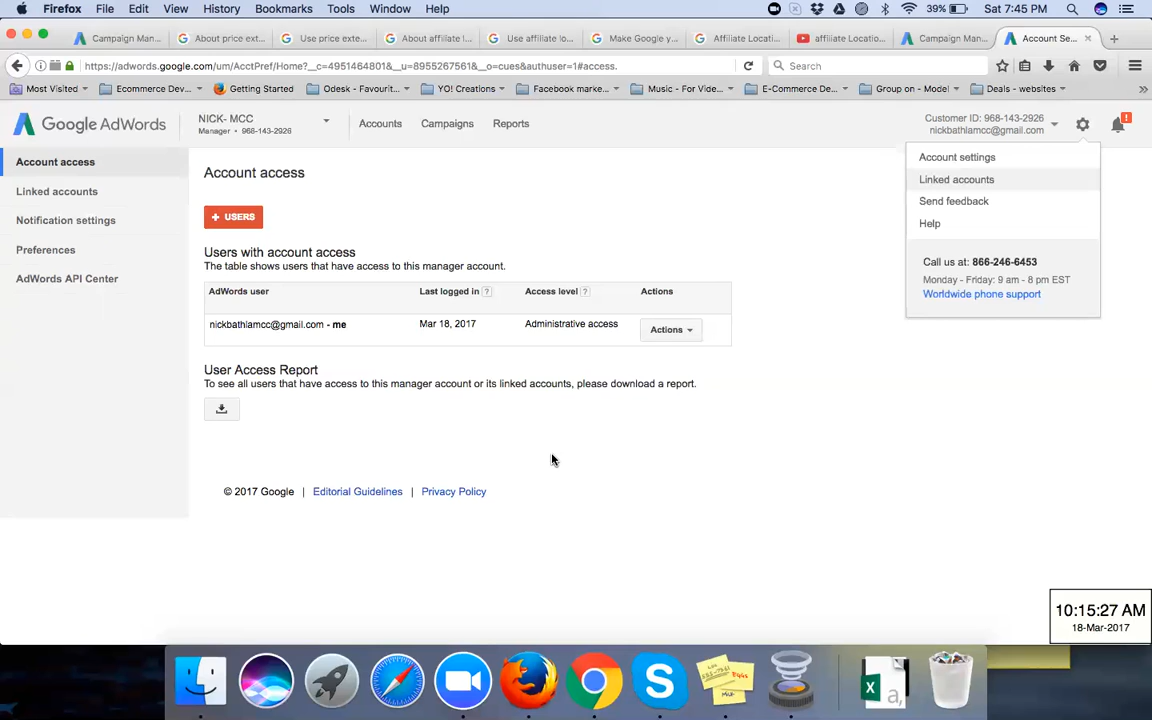 Firefox File Edit View History Bookmarks Tools Window Help
39% Sat 7:45 PM
Campaign Man...
About price ext...
Use price exte...
About affiliate l...
Use affiliate lo...
Make Google y...
Affiliate Locati...
affiliate Locatio...
Campaign Man...
Account Se...
https://adwords.google.com/um/AcctPref/Home?__c=4951464801&__u=8955267561&__o=cues&authuser=1#access.
Search
Most Visited
Ecommerce Dev...
Getting Started
Odesk - Favourit...
YO! Creations
Facebook marke...
Music - For Vide...
E-Commerce De...
Group on - Model
Deals - websites
Google AdWords
NICK- MCC
Manager • 968-143-2926
Accounts
Campaigns
Reports
Customer ID: 968-143-2926
nickbathlamcc@gmail.com
!
Account settings
Linked accounts
Send feedback
Help
Call us at: 866-246-6453
Monday - Friday: 9 am - 8 pm EST
Worldwide phone support
Account access
Linked accounts
Notification settings
Preferences
AdWords API Center
Account access
+ USERS
Users with account access
The table shows users that have access to this manager account.
AdWords user Last logged in ? Access level ? Actions
nickbathlamcc@gmail.com - me Mar 18, 2017 Administrative access Actions
User Access Report
To see all users that have access to this manager account or its linked accounts, please download a report.
© 2017 Google | Editorial Guidelines | Privacy Policy
10:15:27 AM
18-Mar-2017